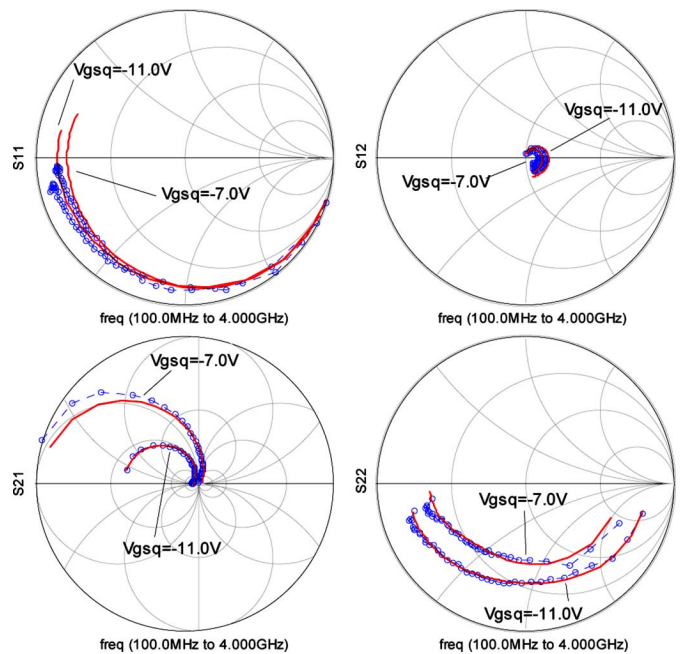 Vgsq=-11.0V
S11
Vgsq=-7.0V
freq (100.0MHz to 4.000GHz)
Vgsq=-11.0V
S12
Vgsq=-7.0V
freq (100.0MHz to 4.000GHz)
Vgsq=-7.0V
S21
Vgsq=-11.0V
freq (100.0MHz to 4.000GHz)
S22
Vgsq=-7.0V
Vgsq=-11.0V
freq (100.0MHz to 4.000GHz)